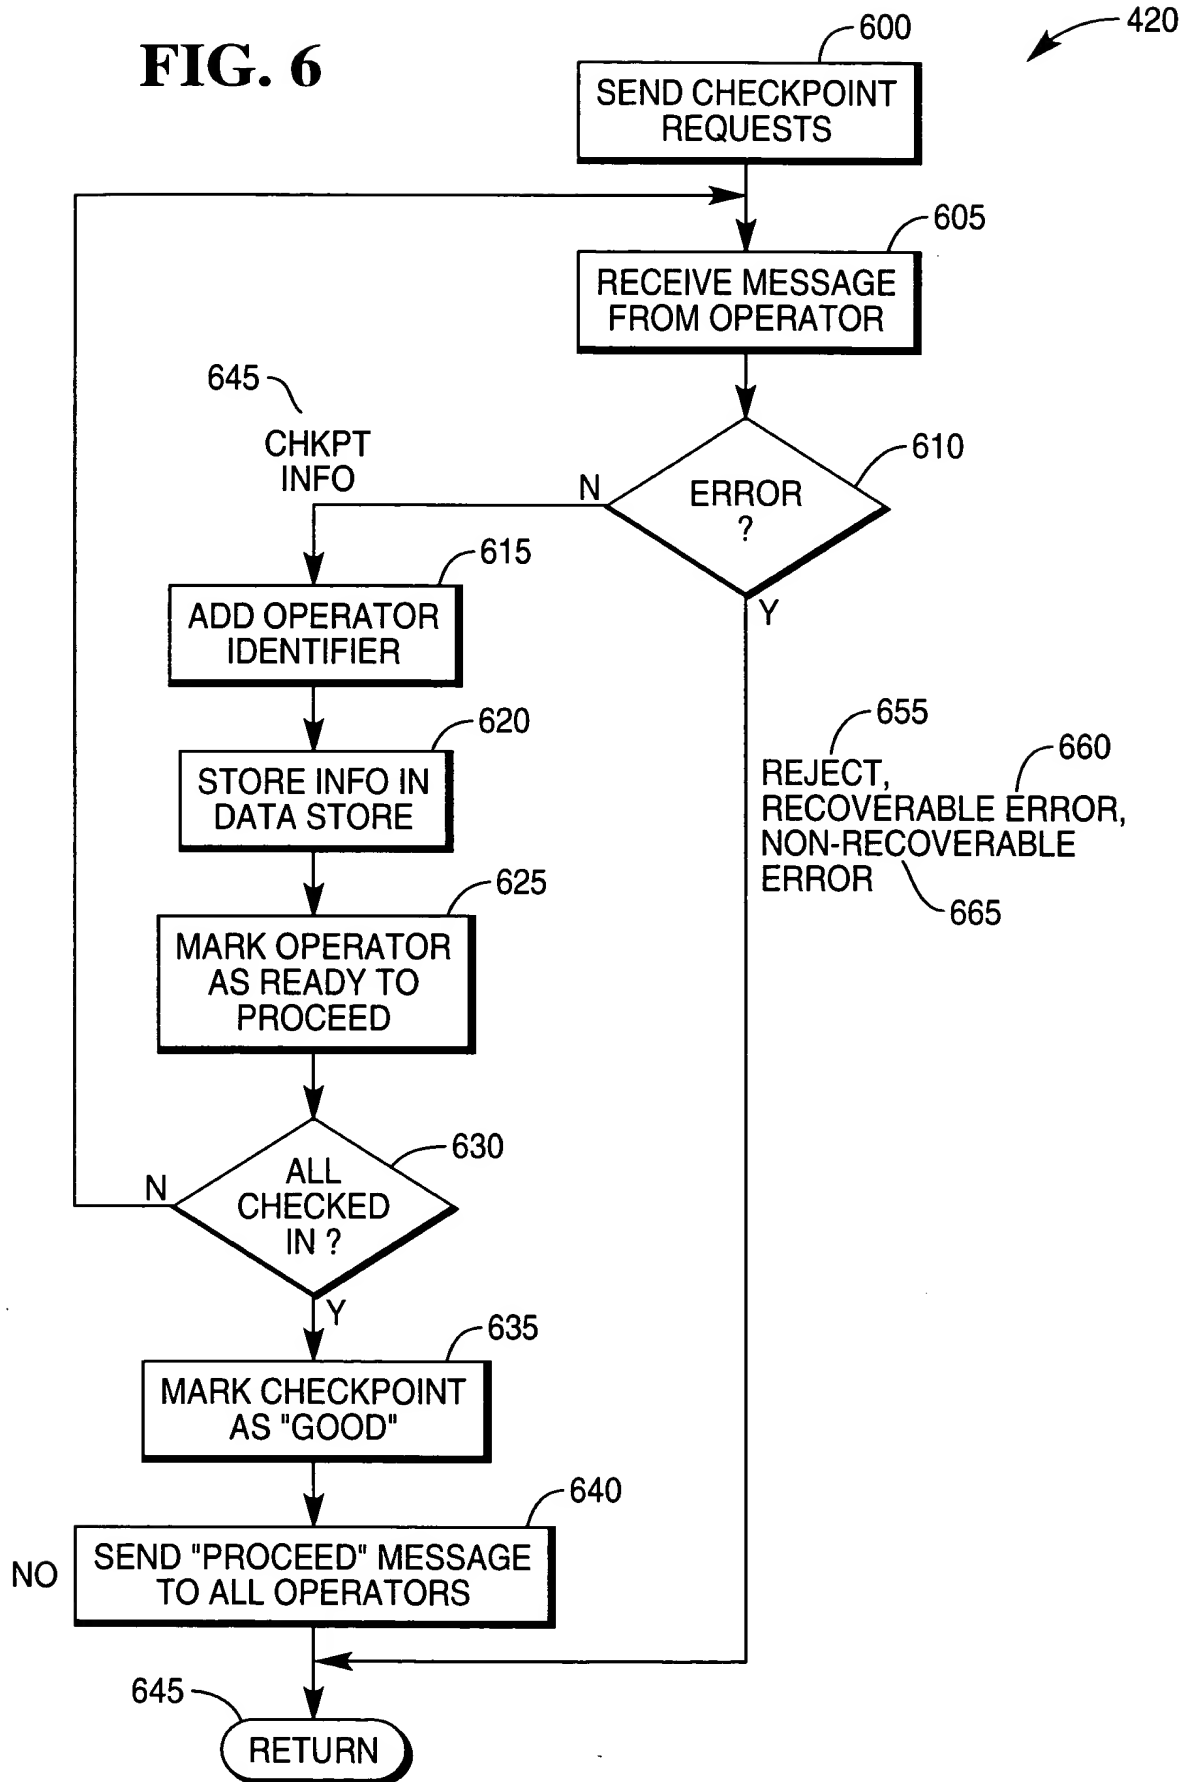 FIG. 6
420
600
SEND CHECKPOINT
REQUESTS
605
RECEIVE MESSAGE
FROM OPERATOR
645
CHKPT
INFO
610
N
ERROR
?
Y
615
ADD OPERATOR
IDENTIFIER
620
STORE INFO IN
DATA STORE
655
660
REJECT,
RECOVERABLE ERROR,
NON-RECOVERABLE
ERROR
665
625
MARK OPERATOR
AS READY TO
PROCEED
630
N
ALL
CHECKED
IN ?
Y
635
MARK CHECKPOINT
AS "GOOD"
640
NO
SEND "PROCEED" MESSAGE
TO ALL OPERATORS
645
RETURN